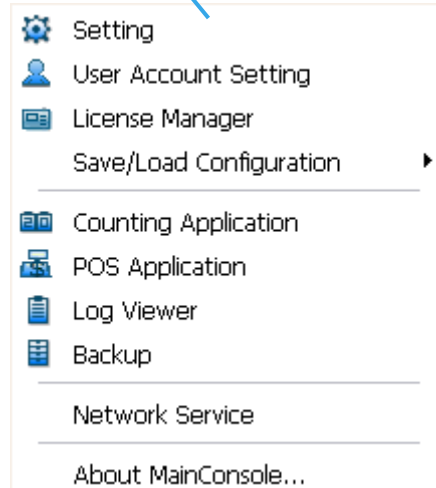 Setting
User Account Setting
License Manager
Save/Load Configuration
Counting Application
POS Application
Log Viewer
Backup
Network Service
About MainConsole...